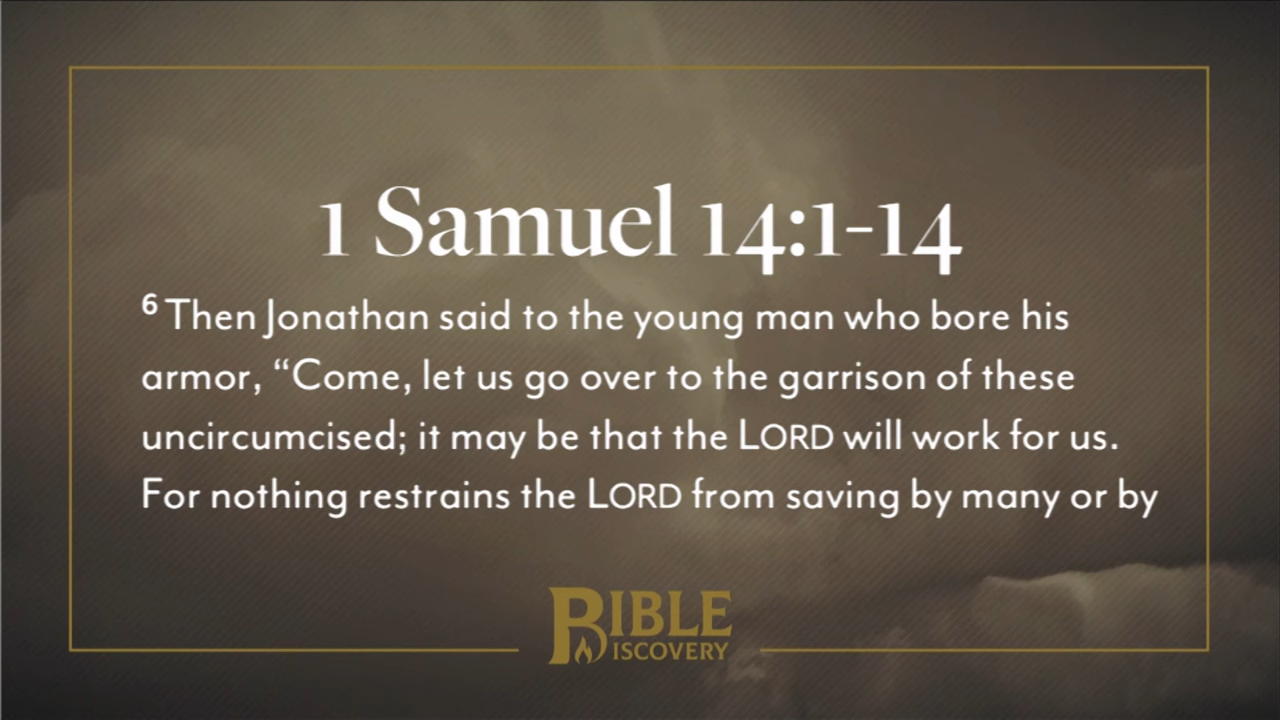 1 Samuel 14:1-14
6 Then Jonathan said to the young man who bore his
armor, “Come, let us go over to the garrison of these
uncircumcised; it may be that the LORD will work for us.
For nothing restrains the LORD from saving by many or by
BIBLE
DISCOVERY